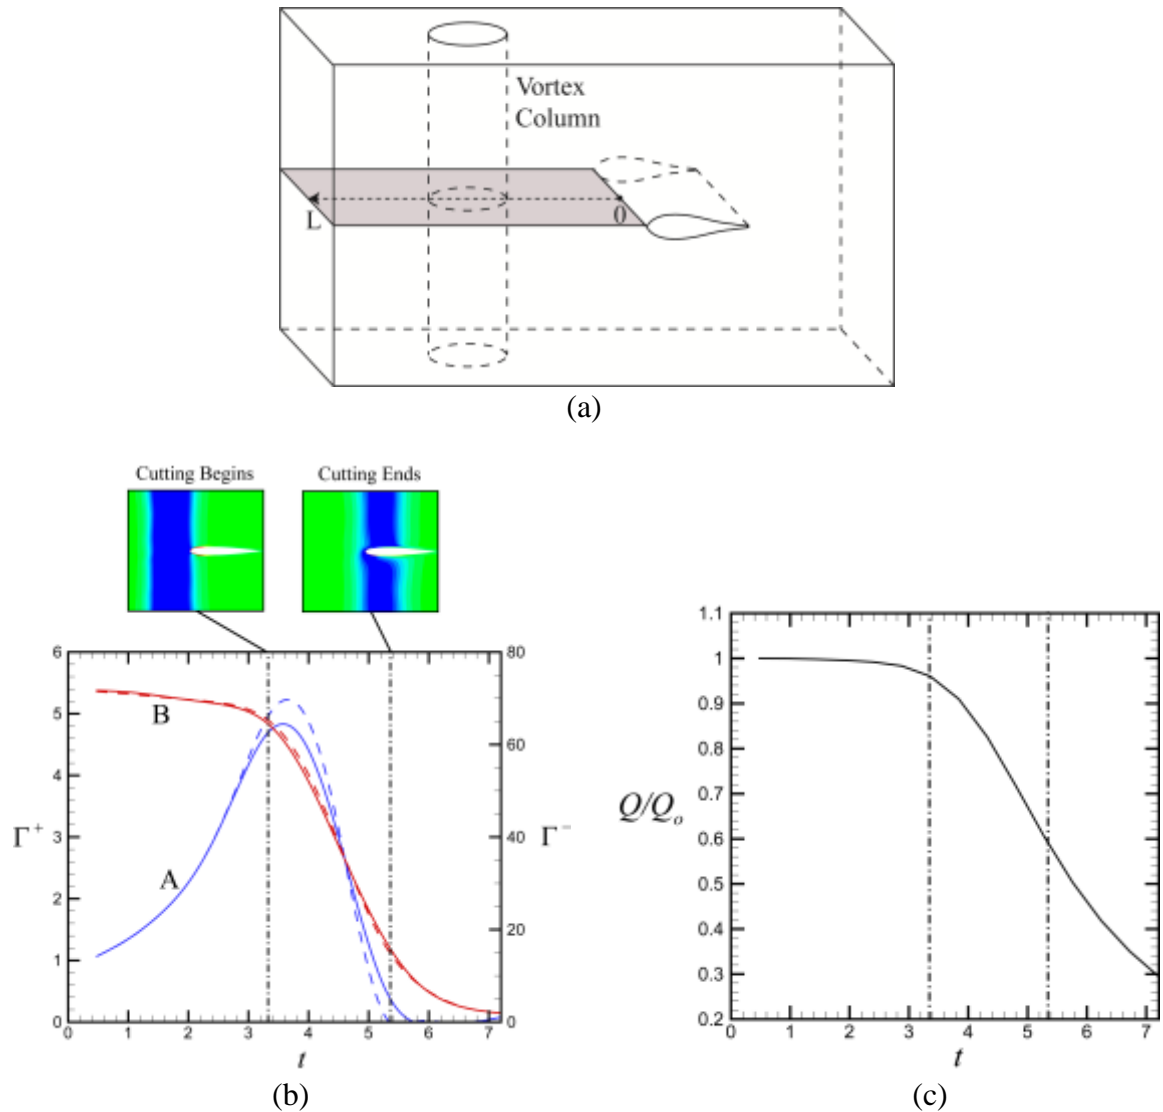 Vortex
Column
L
0
(a)
Cutting Begins
Cutting Ends
6
5
4
3
2
1
0
Γ⁺
B
A
80
60
40
20
0
Γ⁻
0 1 2 3 4 5 6 7
t
(b)
1.1
1
0.9
0.8
0.7
0.6
0.5
0.4
0.3
0.2
Q/Qₒ
0 1 2 3 4 5 6 7
t
(c)